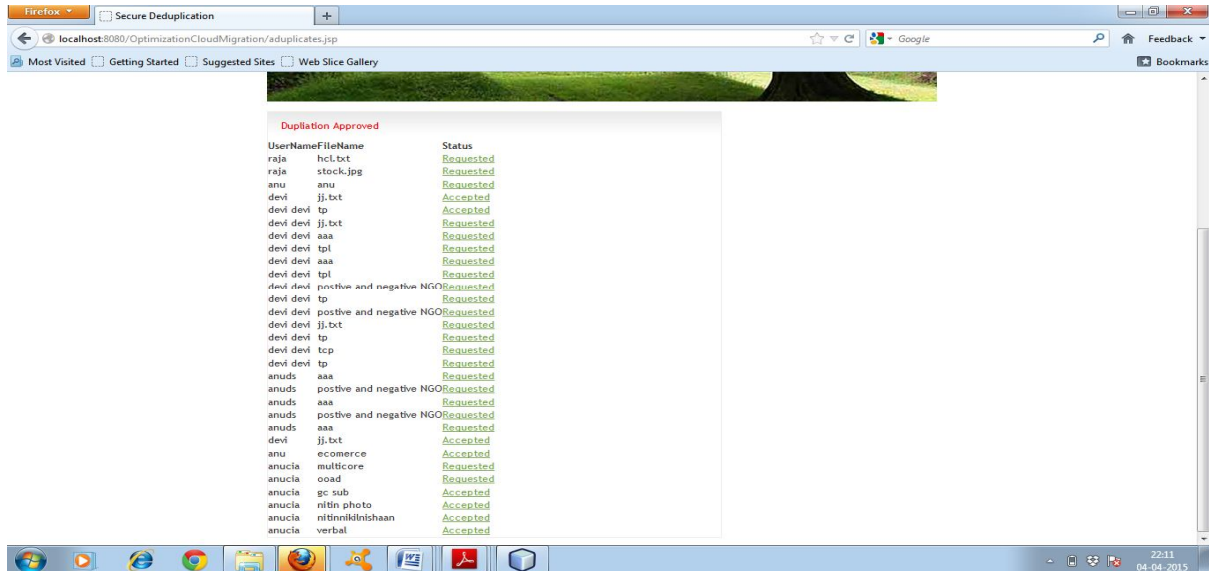 Firefox
Secure Deduplication
+
localhost:8080/OptimizationCloudMigration/aduplicates.jsp
Google
Feedback
Most Visited Getting Started Suggested Sites Web Slice Gallery
Bookmarks
Dupliation Approved
UserNameFileName Status
raja hcl.txt Requested
raja stock.jpg Requested
anu anu Requested
devi jj.txt Accepted
devi devi tp Accepted
devi devi jj.txt Requested
devi devi aaa Requested
devi devi tpl Requested
devi devi aaa Requested
devi devi tpl Requested
devi devi postive and negative NGORequested
devi devi tp Requested
devi devi postive and negative NGORequested
devi devi jj.txt Requested
devi devi tp Requested
devi devi tcp Requested
devi devi tp Requested
anuds aaa Requested
anuds postive and negative NGORequested
anuds aaa Requested
anuds postive and negative NGORequested
anuds aaa Requested
devi jj.txt Accepted
anu ecomerce Accepted
anucia multicore Requested
anucia ooad Requested
anucia gc sub Accepted
anucia nitin photo Accepted
anucia nitinnikilnishaan Accepted
anucia verbal Accepted
22:11
04-04-2015